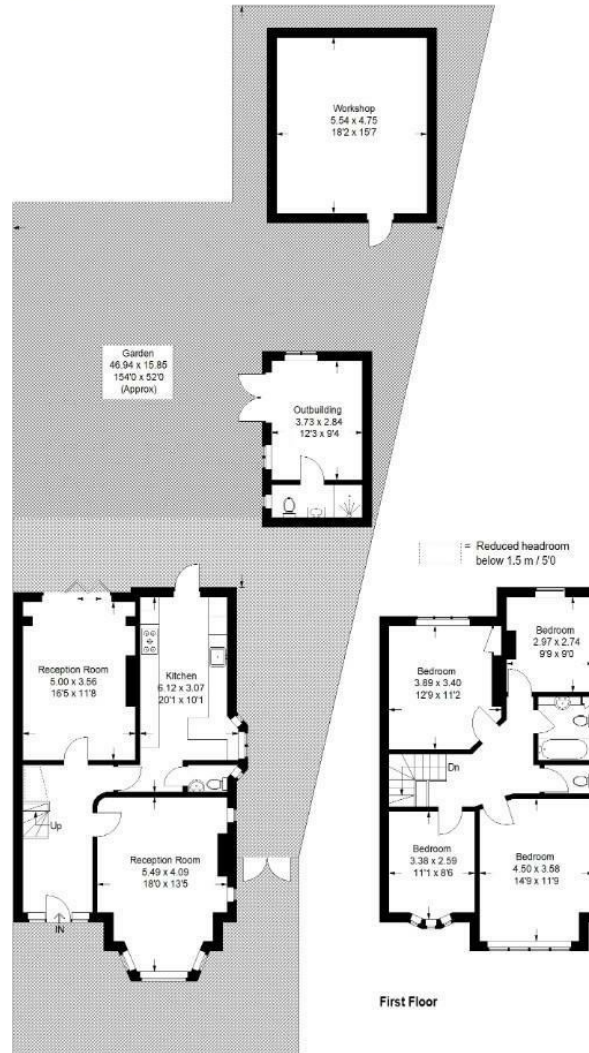 Workshop
5.54 x 4.75
18'2 x 15'7
Garden
46.94 x 15.85
154'0 x 52'0
(Approx)
Outbuilding
3.73 x 2.84
12'3 x 9'4
= Reduced headroom
below 1.5 m / 5'0
Reception Room
5.00 x 3.56
16'5 x 11'8
Kitchen
6.12 x 3.07
20'1 x 10'1
Up
Reception Room
5.49 x 4.09
18'0 x 13'5
IN
Bedroom
3.89 x 3.40
12'9 x 11'2
Bedroom
2.97 x 2.74
9'9 x 9'0
Dn
Bedroom
3.38 x 2.59
11'1 x 8'6
Bedroom
4.50 x 3.58
14'9 x 11'9
First Floor